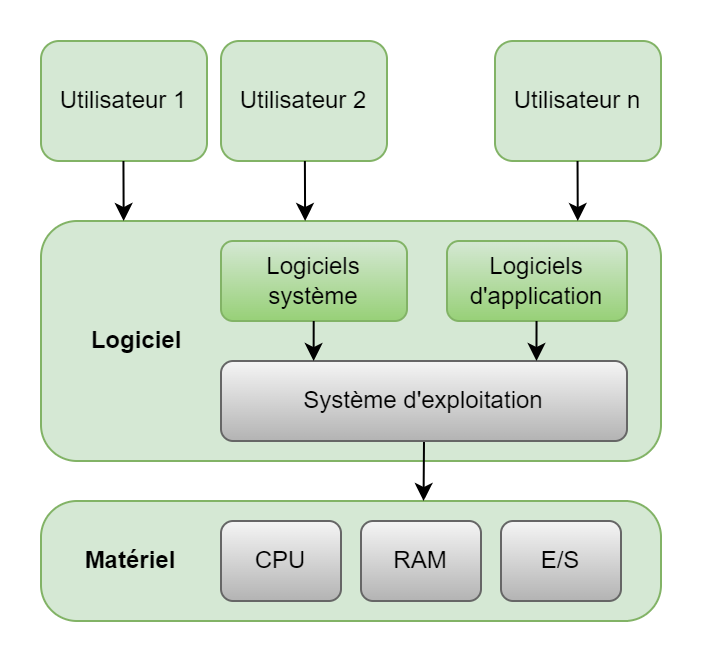 Utilisateur 1
Utilisateur 2
Utilisateur n
Logiciels
système
Logiciels
d'application
Logiciel
Système d'exploitation
Matériel
CPU
RAM
E/S